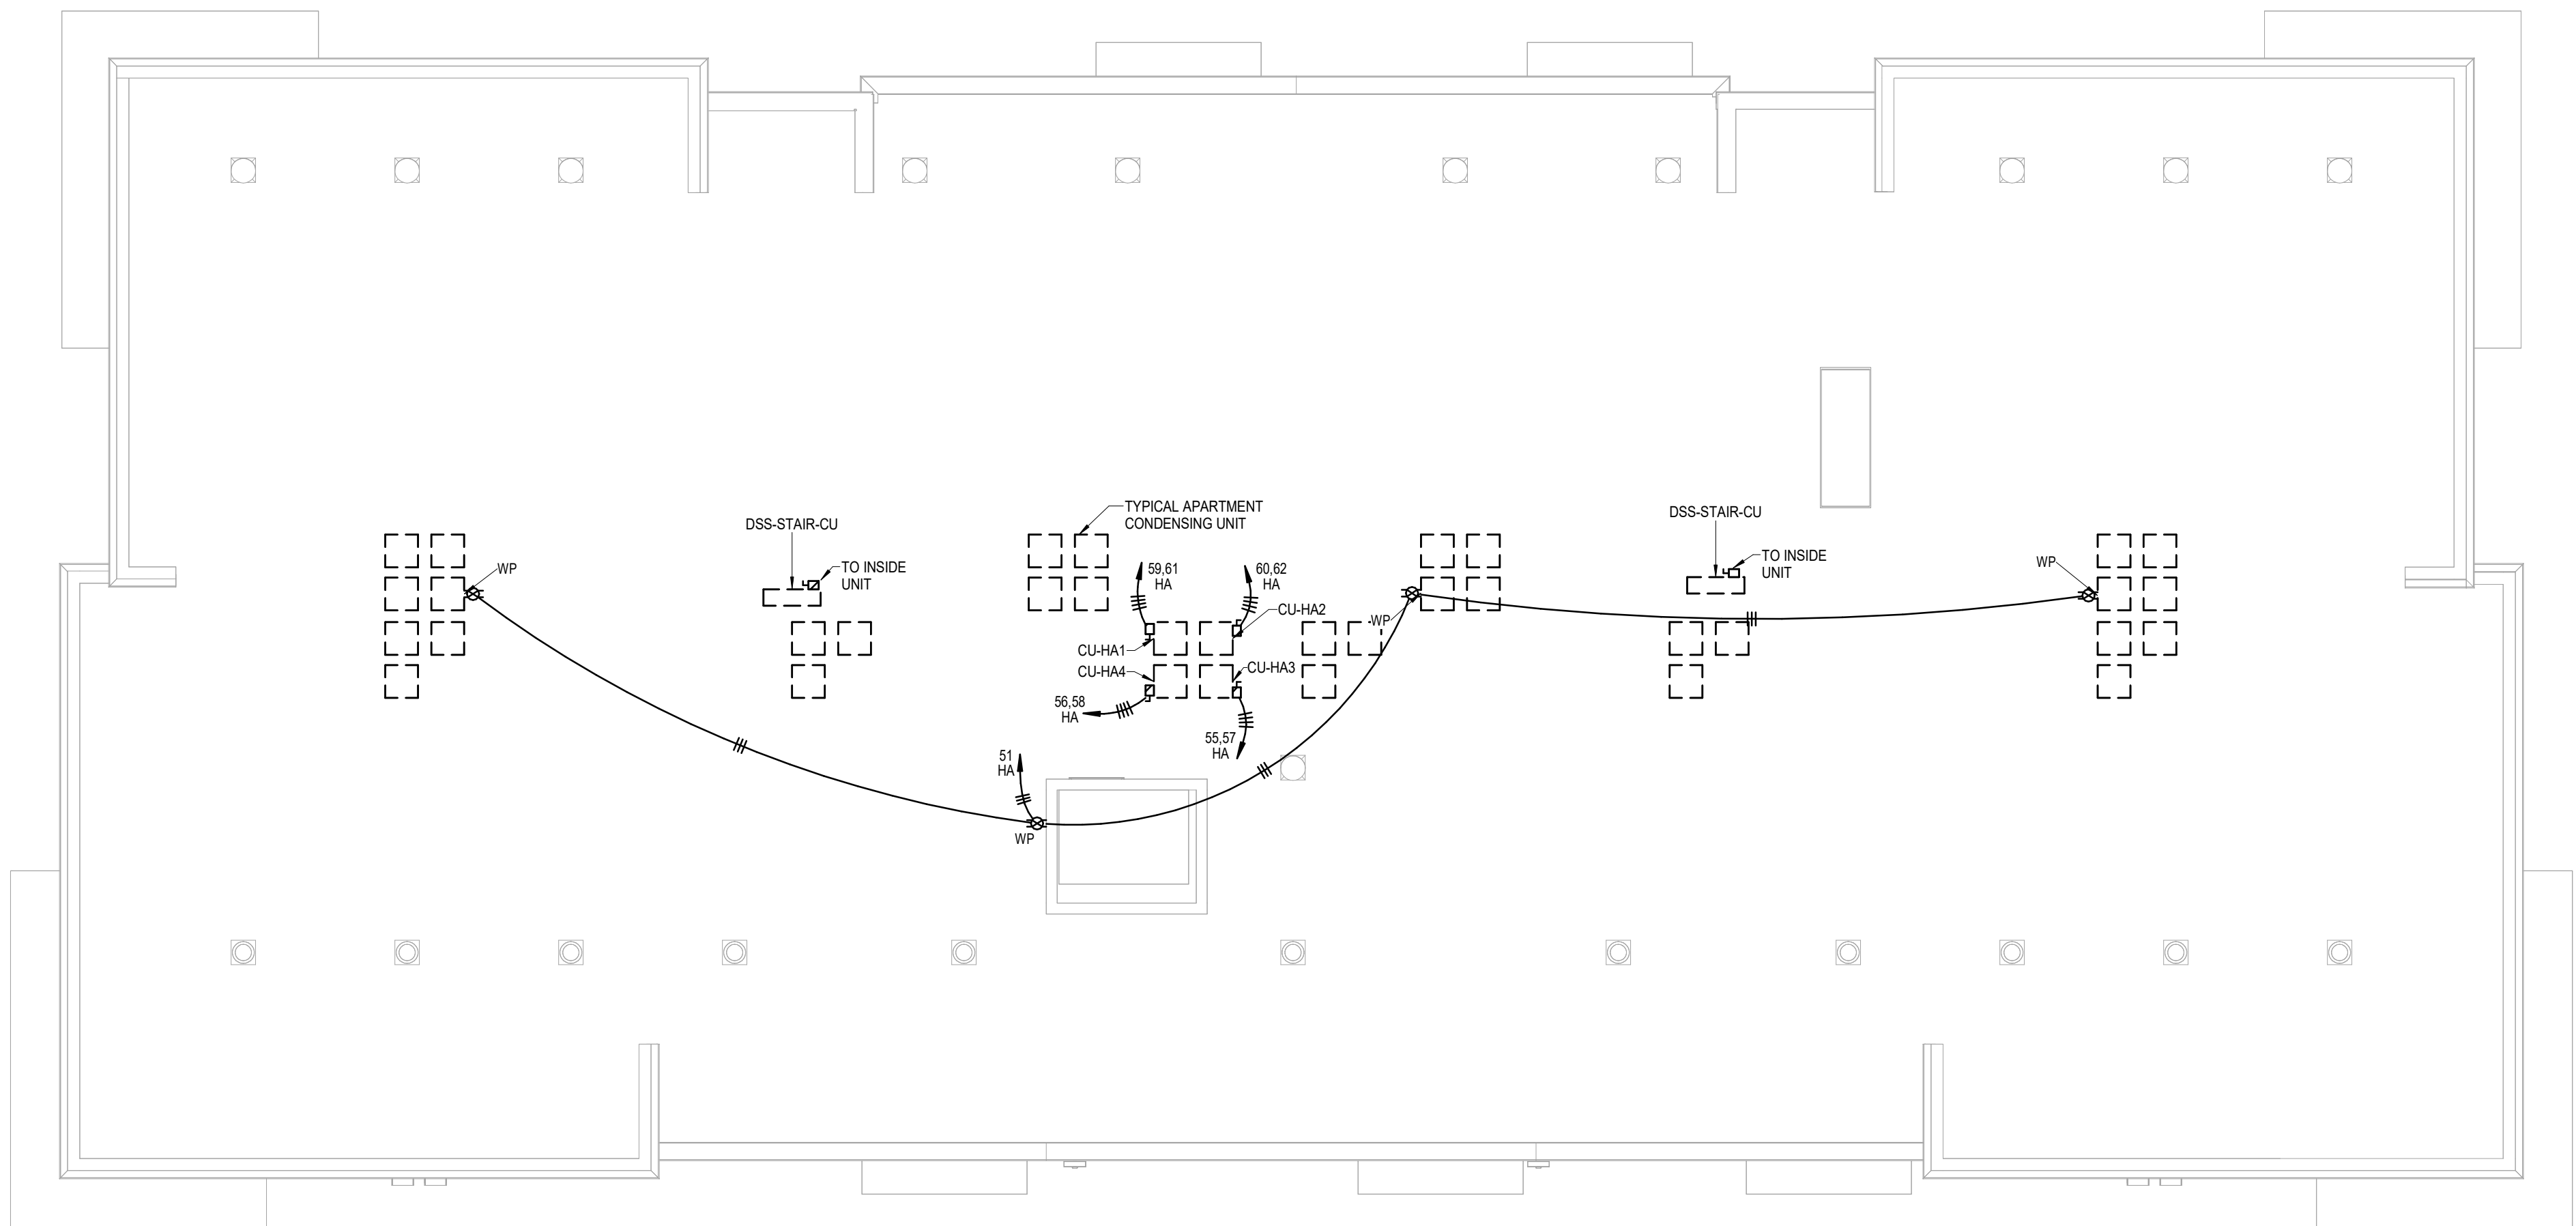 TYPICAL APARTMENT
CONDENSING UNIT
DSS-STAIR-CU
DSS-STAIR-CU
TO INSIDE
UNIT
TO INSIDE
UNIT
WP
WP
59,61
HA
60,62
HA
CU-HA2
WP
CU-HA1
CU-HA4
CU-HA3
56,58
HA
55,57
HA
51
HA
WP